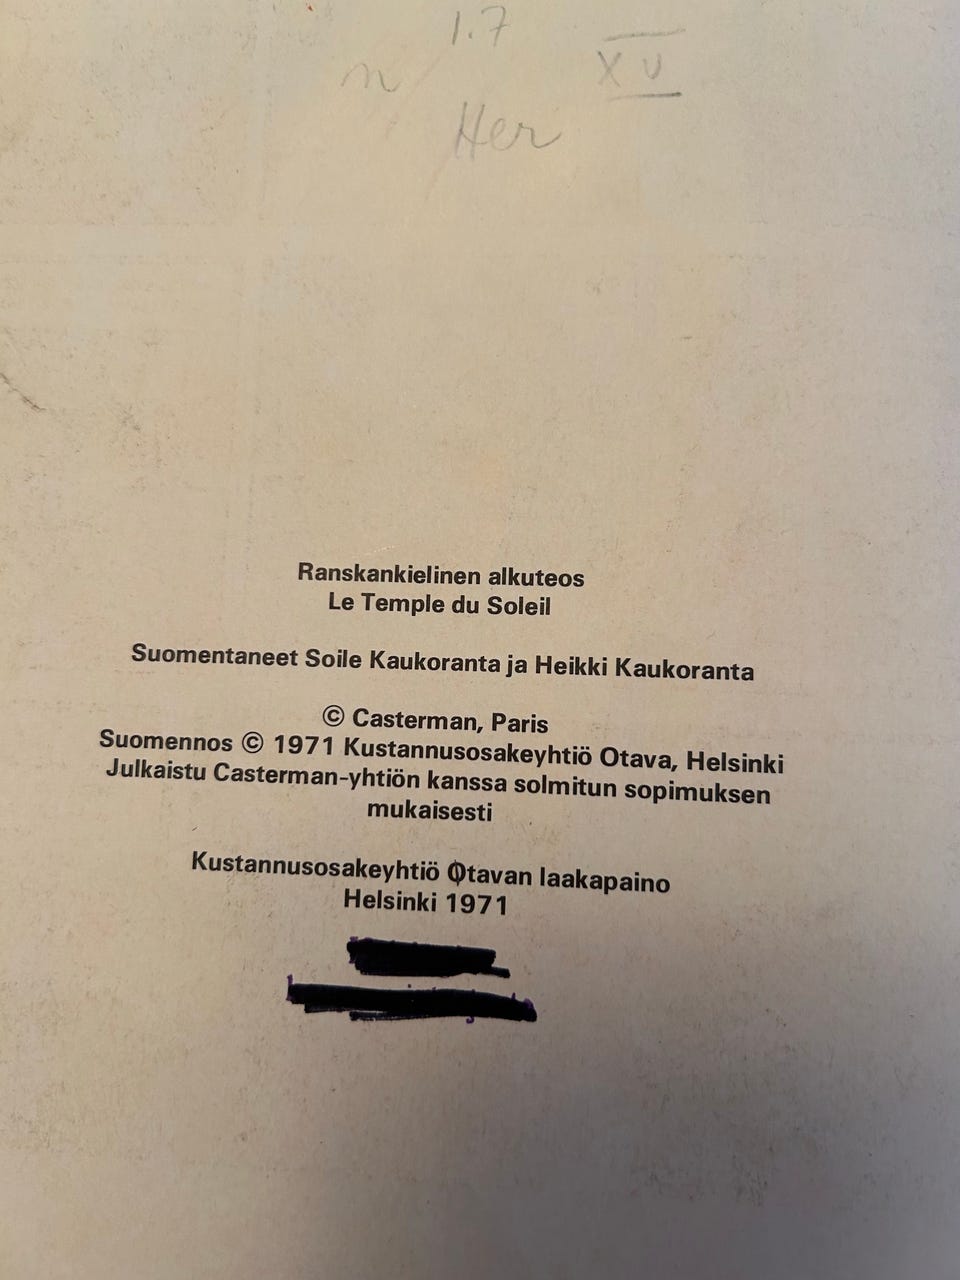 1.7
XV
Her
Ranskankielinen alkuteos
Le Temple du Soleil
Suomentaneet Soile Kaukoranta ja Heikki Kaukoranta
© Casterman, Paris
Suomennos © 1971 Kustannusosakeyhtiö Otava, Helsinki
Julkaistu Casterman-yhtiön kanssa solmitun sopimuksen
mukaisesti
Kustannusosakeyhtiö Otavan laakapaino
Helsinki 1971